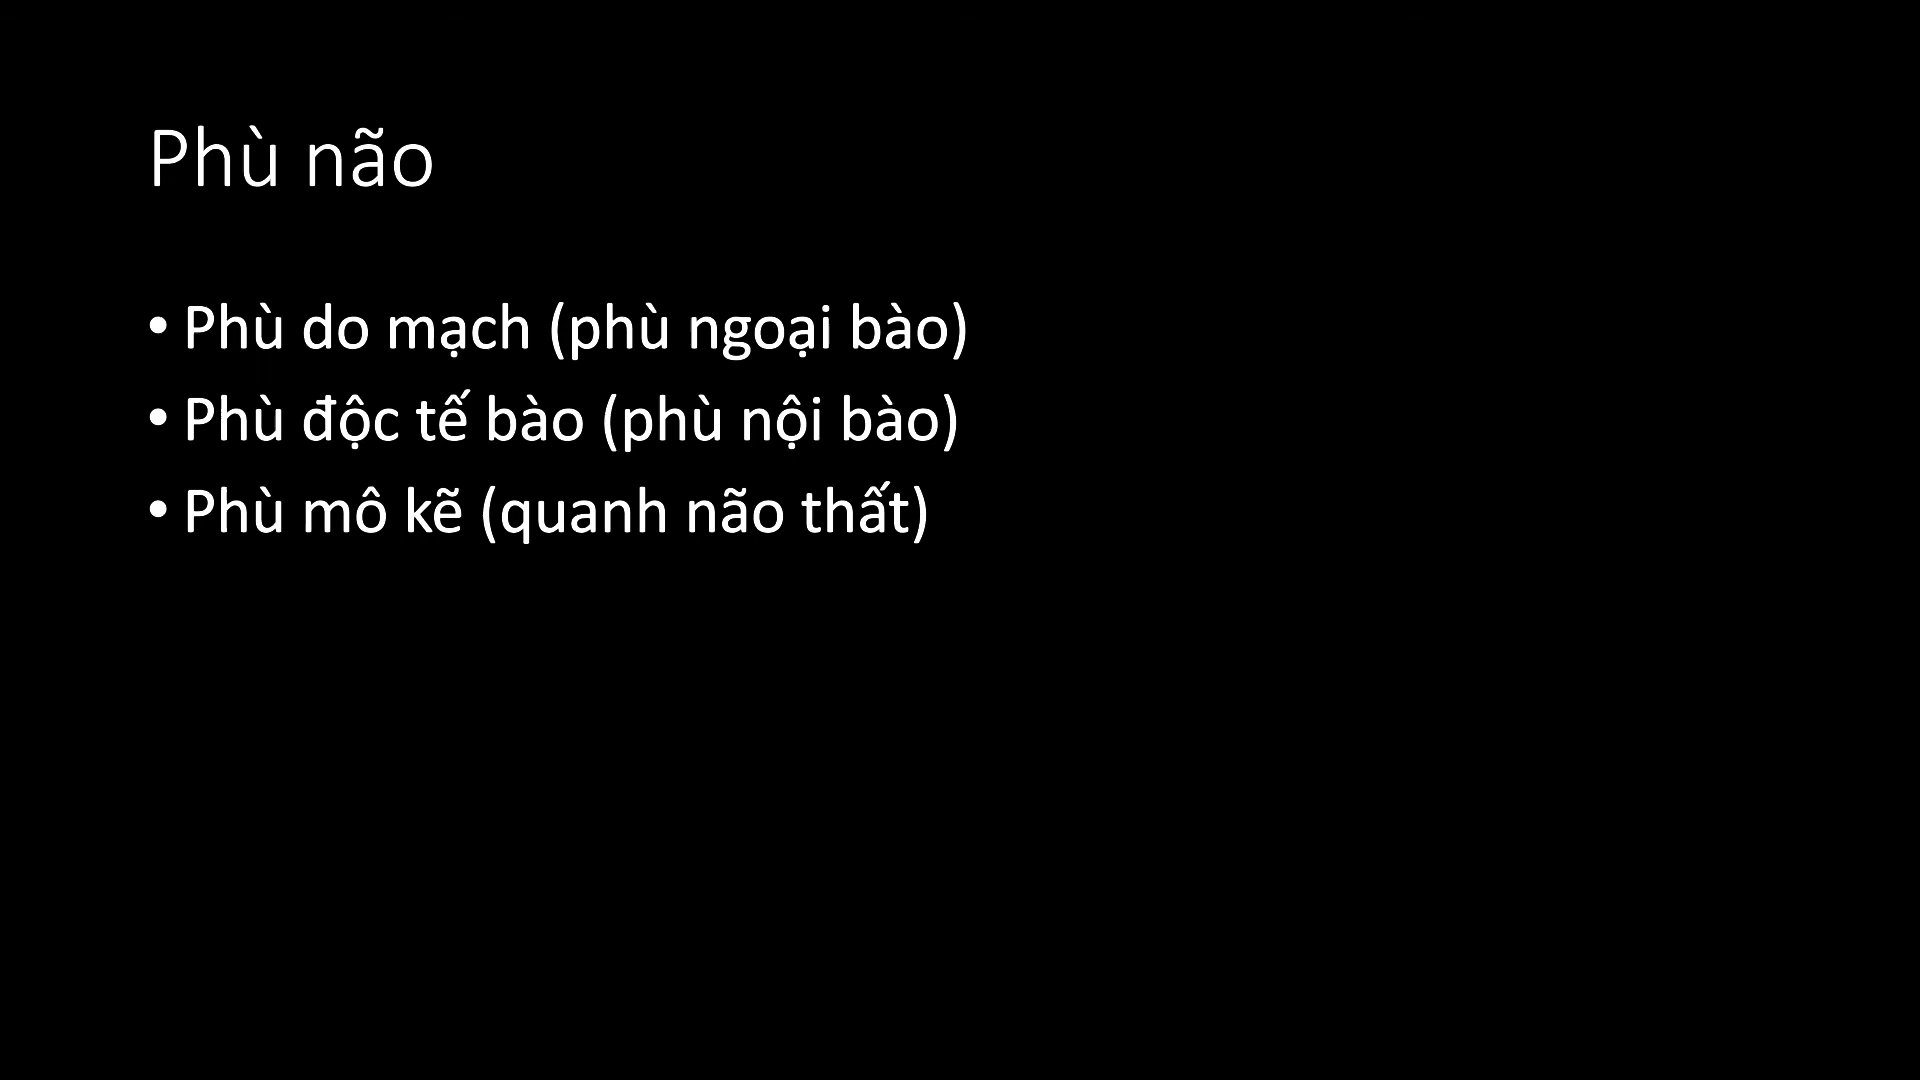 Phù não
• Phù do mạch (phù ngoại bào)
• Phù độc tế bào (phù nội bào)
• Phù mô kẽ (quanh não thất)